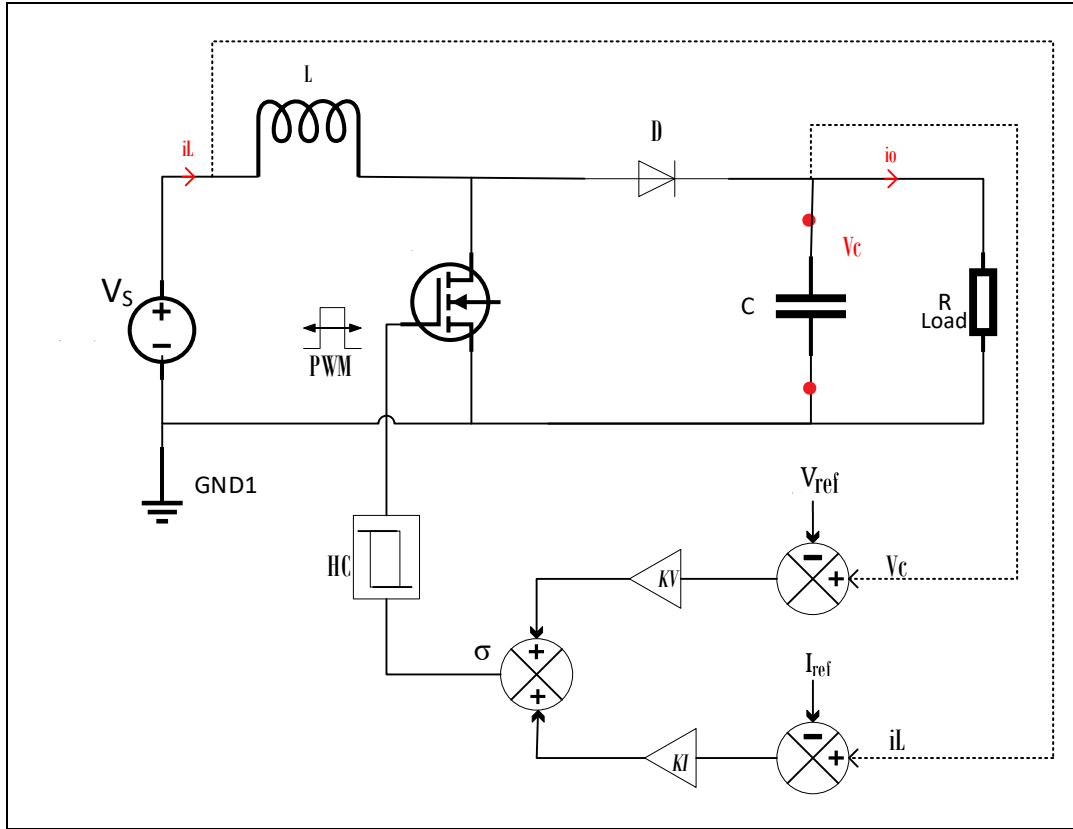 L
iL
D
io
Vc
VS
+
−
PWM
C
R
Load
GND1
Vref
HC
KV
−
+
Vc
σ
+
+
Iref
KI
−
+
iL